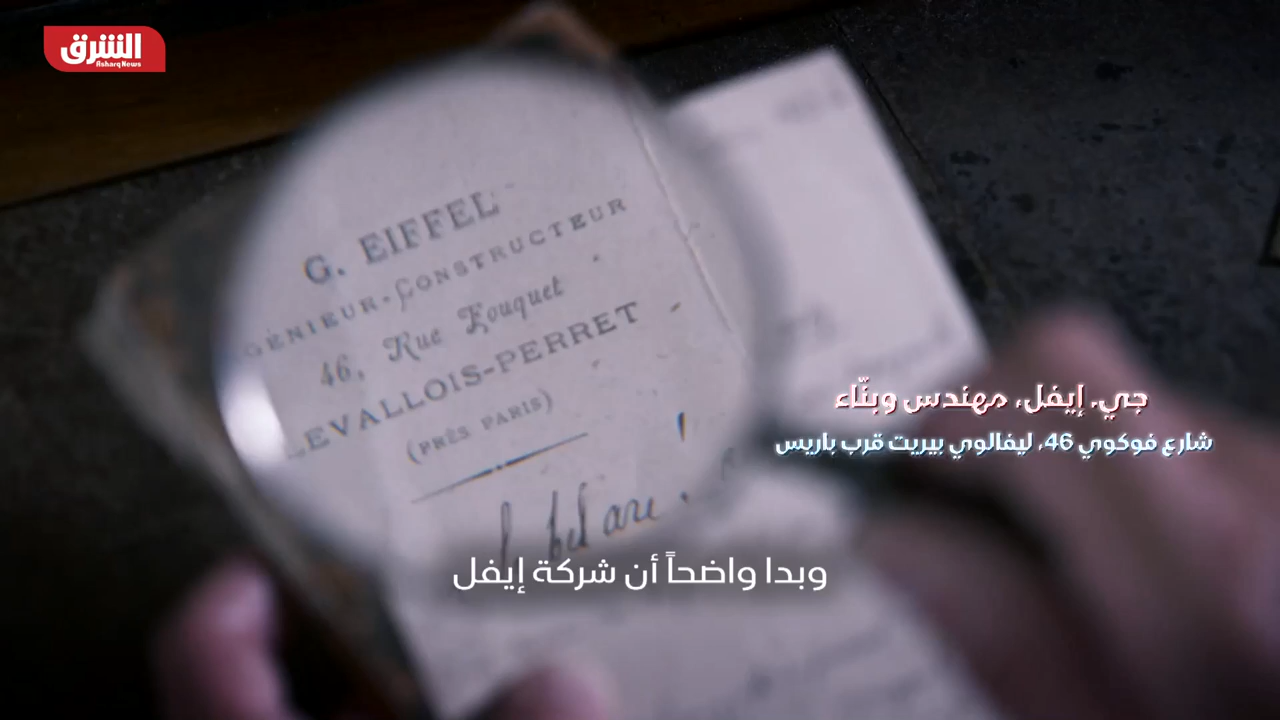 الشرق
Asharq News
G. EIFFEL
GÉNIEUR-CONSTRUCTEUR
46, Rue Fouquet
LEVALLOIS-PERRET
(PRÈS PARIS)
جي. إيفل، مهندس وبنّاء
شارع فوكوي 46، ليفالوي بيريت قرب باريس
وبدا واضحاً أن شركة إيفل